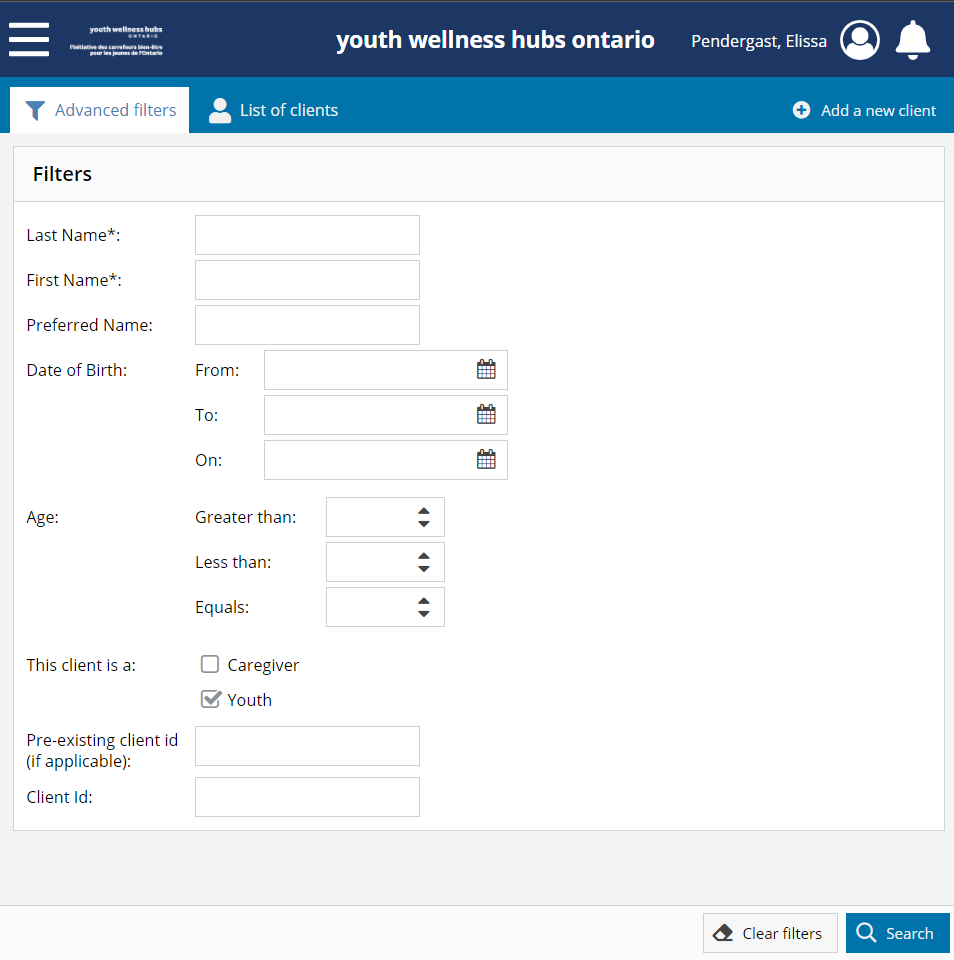 youth wellness hubs
ONTARIO
l'initiative des carrefours bien-être
pour les jeunes de l'Ontario
youth wellness hubs ontario
Pendergast, Elissa
Advanced filters
List of clients
Add a new client
Filters
Last Name*:
First Name*:
Preferred Name:
Date of Birth:
From:
To:
On:
Age:
Greater than:
Less than:
Equals:
This client is a:
Caregiver
Youth
Pre-existing client id
(if applicable):
Client Id:
Clear filters
Search